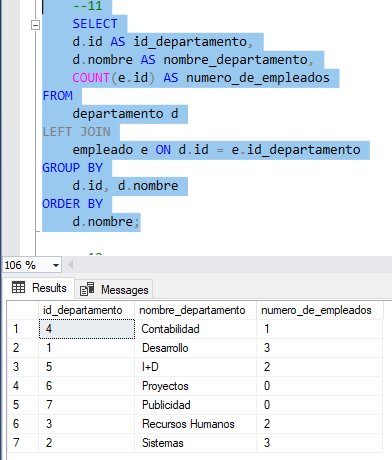 --11
SELECT
d.id AS id_departamento,
d.nombre AS nombre_departamento,
COUNT(e.id) AS numero_de_empleados
FROM
departamento d
LEFT JOIN
empleado e ON d.id = e.id_departamento
GROUP BY
d.id, d.nombre
ORDER BY
d.nombre;
106 %
Results Messages
id_departamento nombre_departamento numero_de_empleados
1 4 Contabilidad 1
2 1 Desarrollo 3
3 5 I+D 2
4 6 Proyectos 0
5 7 Publicidad 0
6 3 Recursos Humanos 2
7 2 Sistemas 3